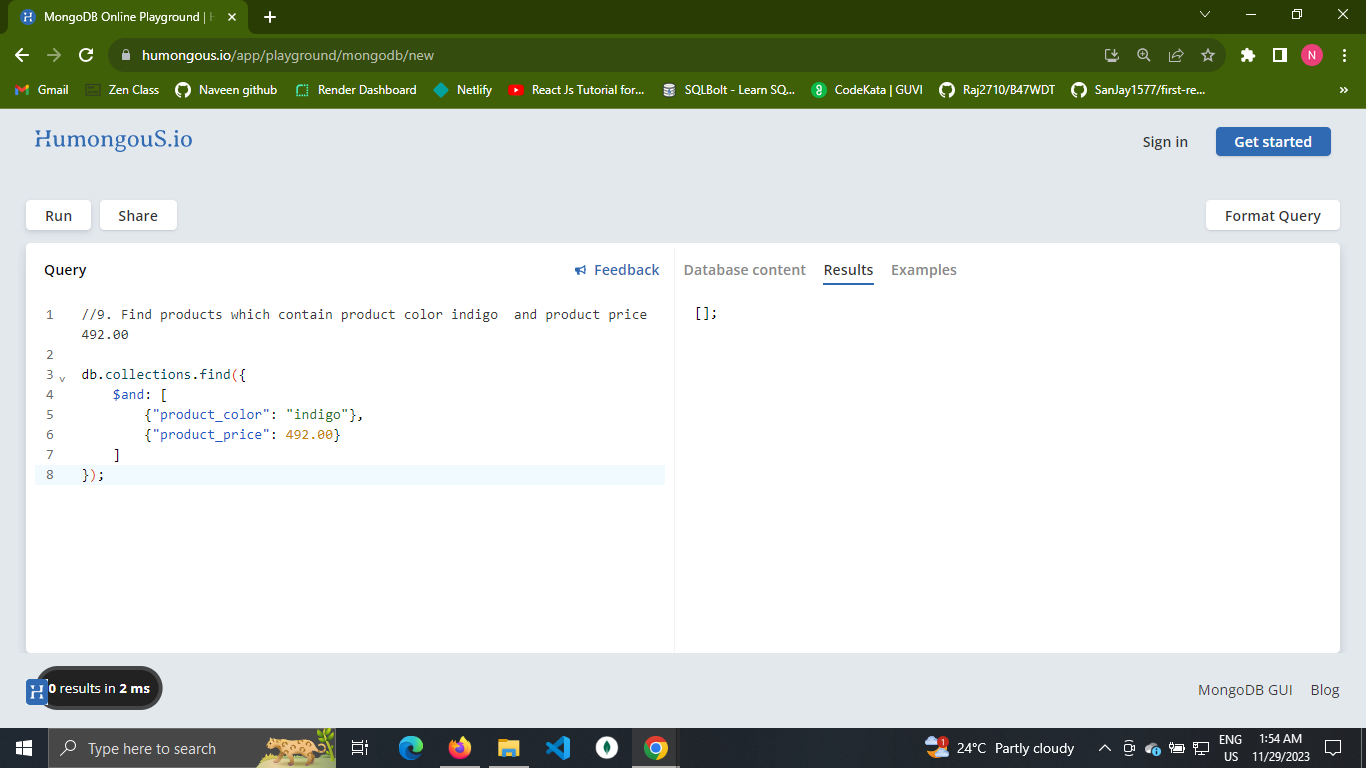 MongoDB Online Playground | H
humongous.io/app/playground/mongodb/new
N
Gmail Zen Class Naveen github Render Dashboard Netlify React Js Tutorial for... SQLBolt - Learn SQ... CodeKata | GUVI Raj2710/B47WDT SanJay1577/first-re... »
HumongouS.io
Sign in Get started
Run Share Format Query
Query Feedback Database content Results Examples
1 //9. Find products which contain product color indigo  and product price
492.00
[];
2
3 db.collections.find({
4 $and: [
5 {"product_color": "indigo"},
6 {"product_price": 492.00}
7 ]
8 });
H 0 results in 2 ms
MongoDB GUI Blog
Type here to search
1 24°C Partly cloudy
ENG
US
1:54 AM
11/29/2023